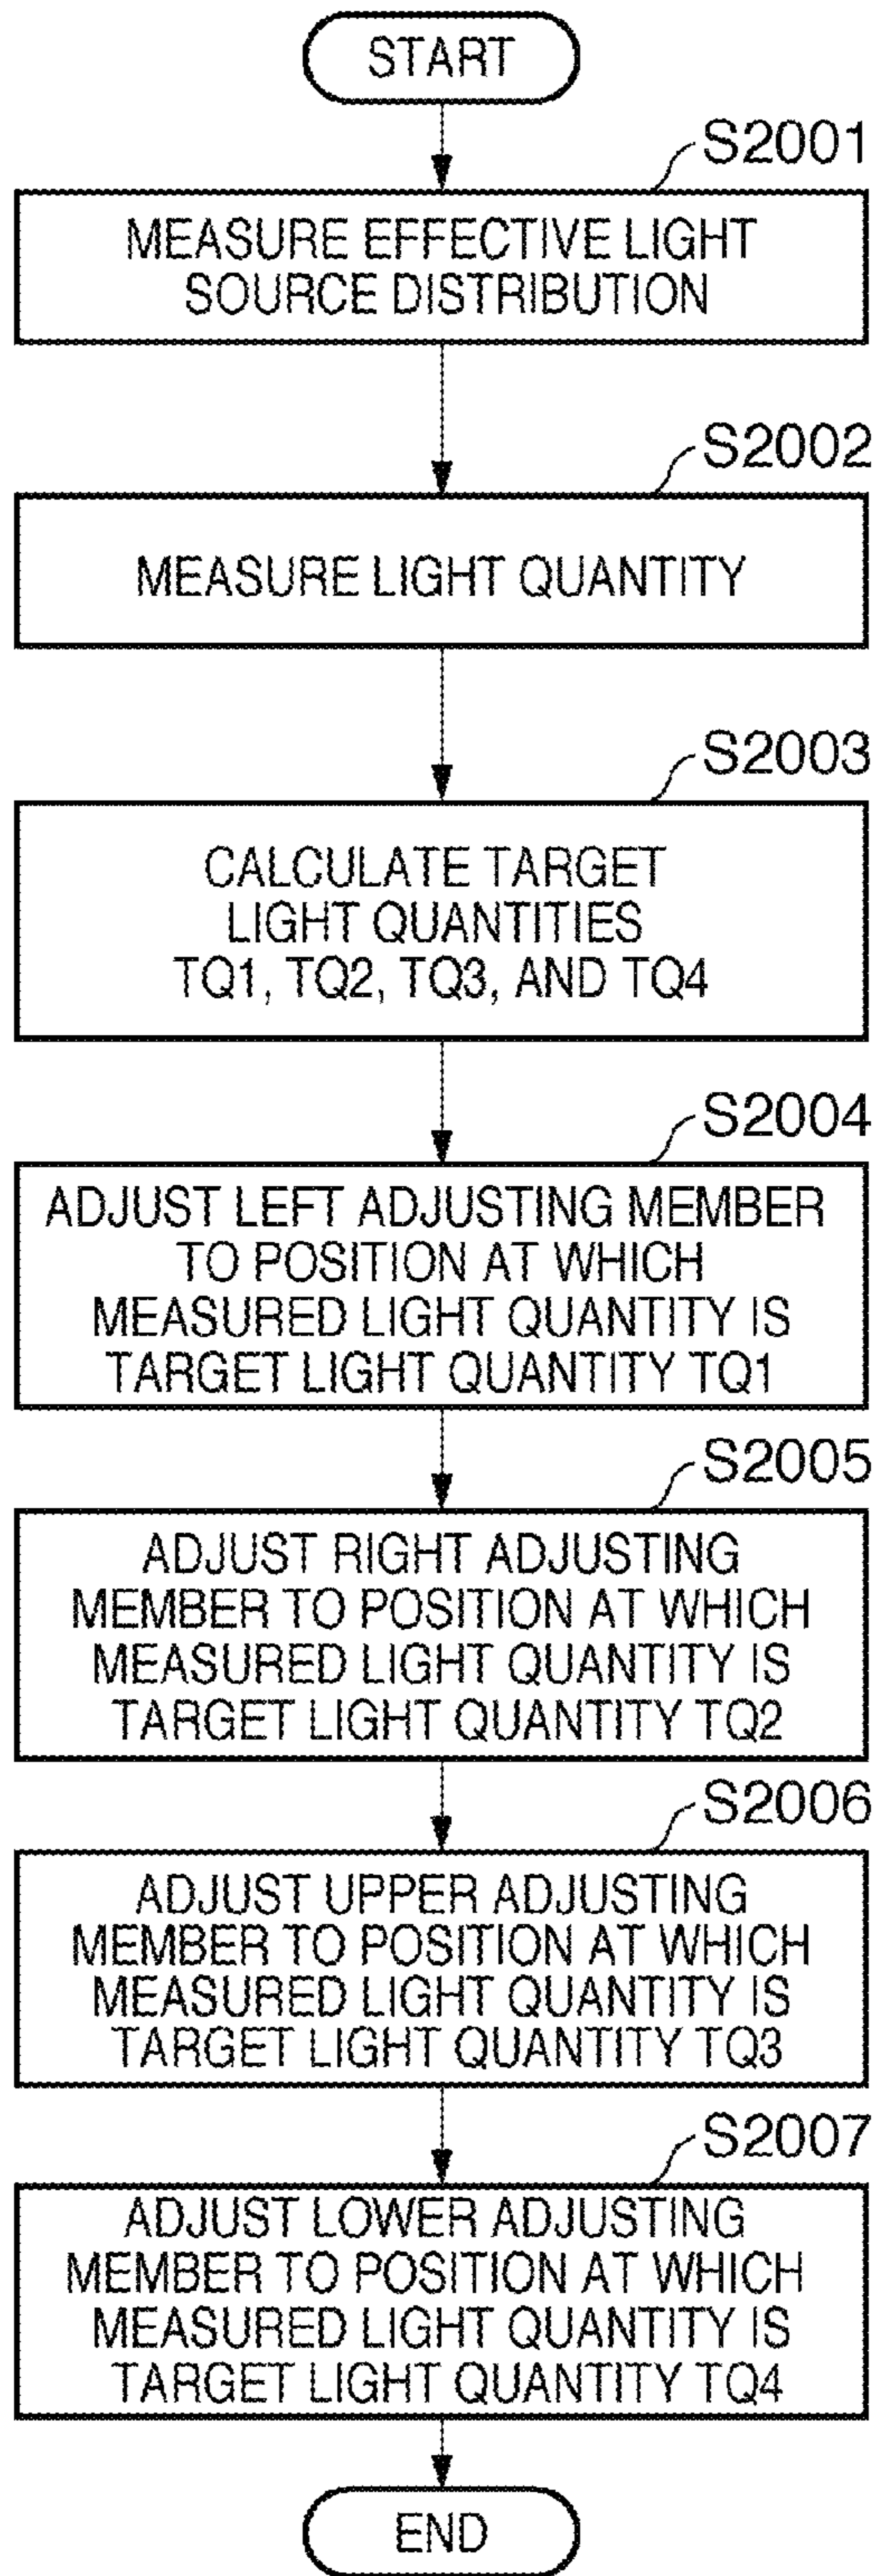 START
S2001
MEASURE EFFECTIVE LIGHT
SOURCE DISTRIBUTION
S2002
MEASURE LIGHT QUANTITY
S2003
CALCULATE TARGET
LIGHT QUANTITIES
TQ1, TQ2, TQ3, AND TQ4
S2004
ADJUST LEFT ADJUSTING MEMBER
TO POSITION AT WHICH
MEASURED LIGHT QUANTITY IS
TARGET LIGHT QUANTITY TQ1
S2005
ADJUST RIGHT ADJUSTING
MEMBER TO POSITION AT WHICH
MEASURED LIGHT QUANTITY IS
TARGET LIGHT QUANTITY TQ2
S2006
ADJUST UPPER ADJUSTING
MEMBER TO POSITION AT WHICH
MEASURED LIGHT QUANTITY IS
TARGET LIGHT QUANTITY TQ3
S2007
ADJUST LOWER ADJUSTING
MEMBER TO POSITION AT WHICH
MEASURED LIGHT QUANTITY IS
TARGET LIGHT QUANTITY TQ4
END